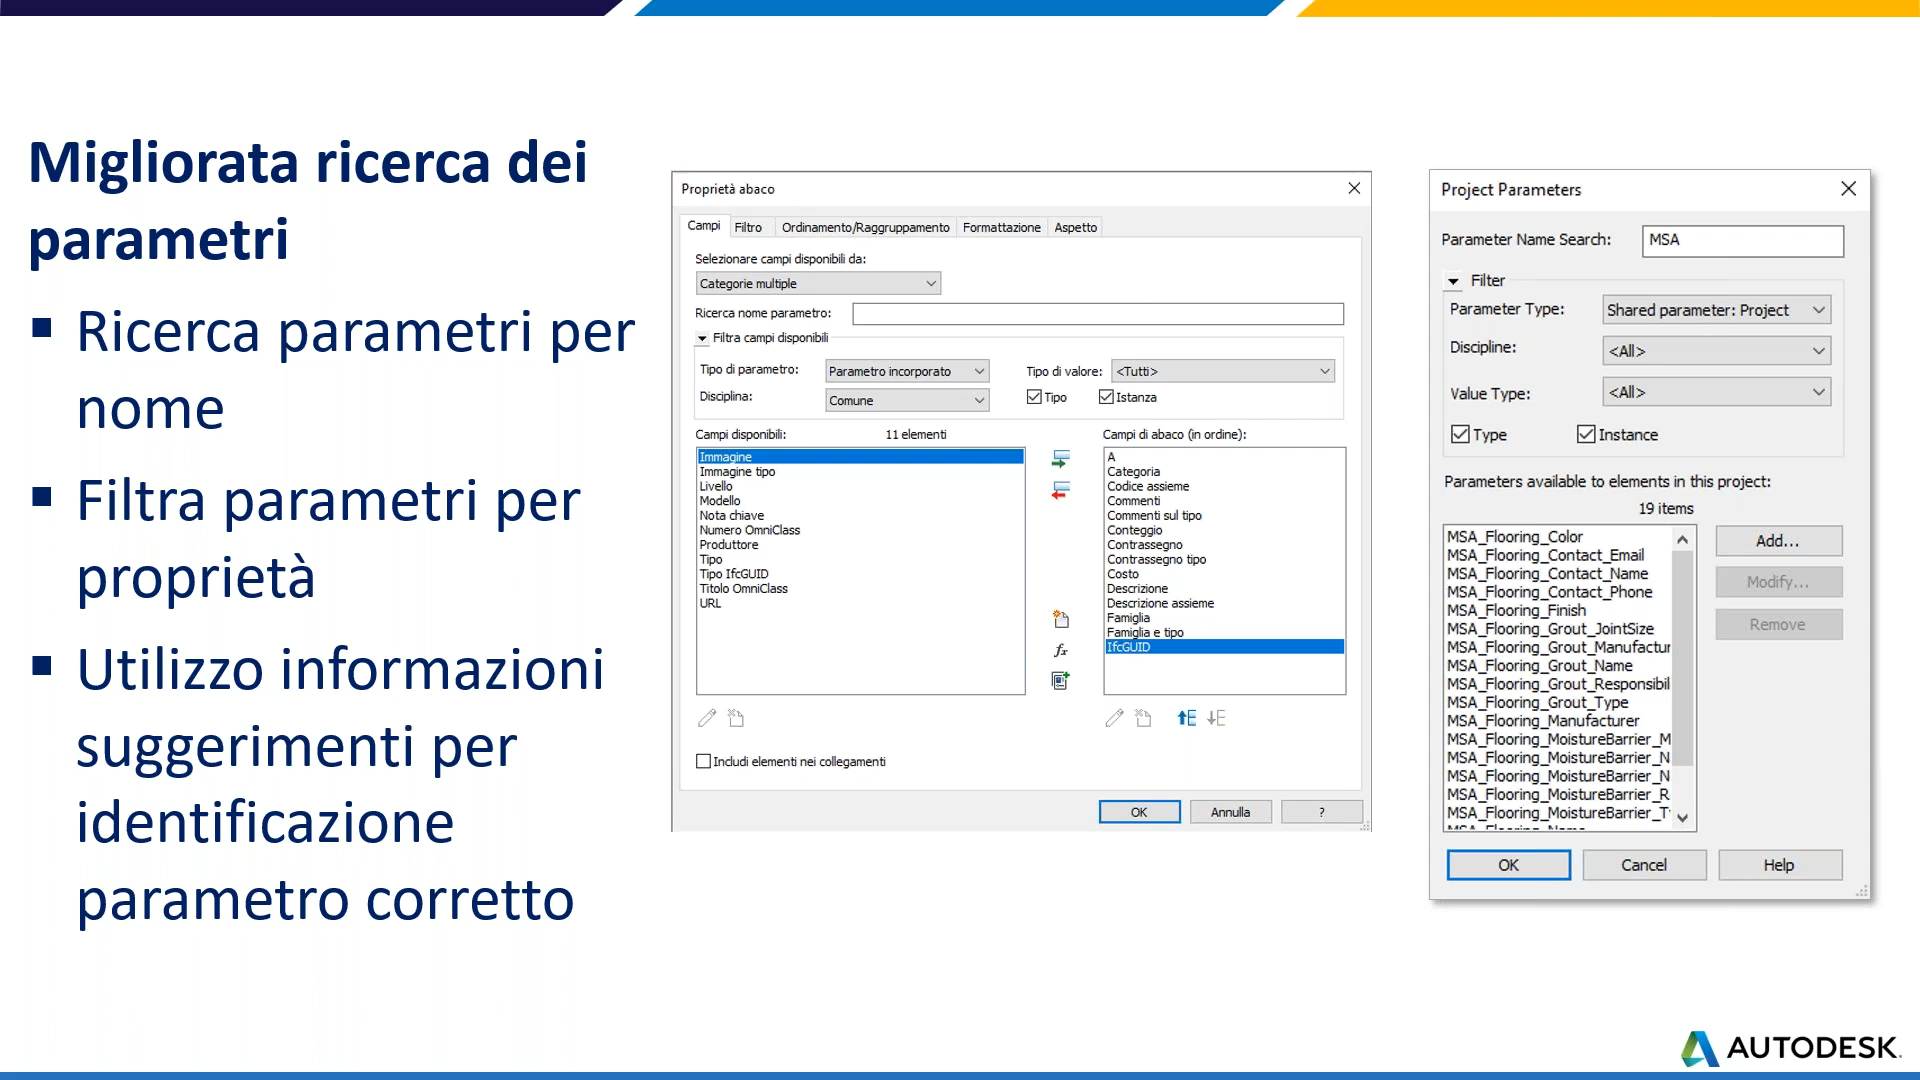 Migliorata ricerca dei
parametri
Ricerca parametri per
nome
Filtra parametri per
proprietà
Utilizzo informazioni
suggerimenti per
identificazione
parametro corretto
Proprietà abaco
Campi
Filtro
Ordinamento/Raggruppamento
Formattazione
Aspetto
Selezionare campi disponibili da:
Categorie multiple
Ricerca nome parametro:
Filtra campi disponibili
Tipo di parametro:
Parametro incorporato
Tipo di valore:
<Tutti>
Disciplina:
Comune
Tipo
Istanza
Campi disponibili:
11 elementi
Immagine
Immagine tipo
Livello
Modello
Nota chiave
Numero OmniClass
Produttore
Tipo
Tipo IfcGUID
Titolo OmniClass
URL
Campi di abaco (in ordine):
A
Categoria
Codice assieme
Commenti
Commenti sul tipo
Conteggio
Contrassegno
Contrassegno tipo
Costo
Descrizione
Descrizione assieme
Famiglia
Famiglia e tipo
IfcGUID
fx
Includi elementi nei collegamenti
OK
Annulla
?
Project Parameters
Parameter Name Search:
MSA
Filter
Parameter Type:
Shared parameter: Project
Discipline:
<All>
Value Type:
<All>
Type
Instance
Parameters available to elements in this project:
19 items
MSA_Flooring_Color
MSA_Flooring_Contact_Email
MSA_Flooring_Contact_Name
MSA_Flooring_Contact_Phone
MSA_Flooring_Finish
MSA_Flooring_Grout_JointSize
MSA_Flooring_Grout_Manufactur
MSA_Flooring_Grout_Name
MSA_Flooring_Grout_Responsibil
MSA_Flooring_Grout_Type
MSA_Flooring_Manufacturer
MSA_Flooring_MoistureBarrier_M
MSA_Flooring_MoistureBarrier_N
MSA_Flooring_MoistureBarrier_N
MSA_Flooring_MoistureBarrier_R
MSA_Flooring_MoistureBarrier_T
MSA_Flooring_Name
Add...
Modify...
Remove
OK
Cancel
Help
AUTODESK.